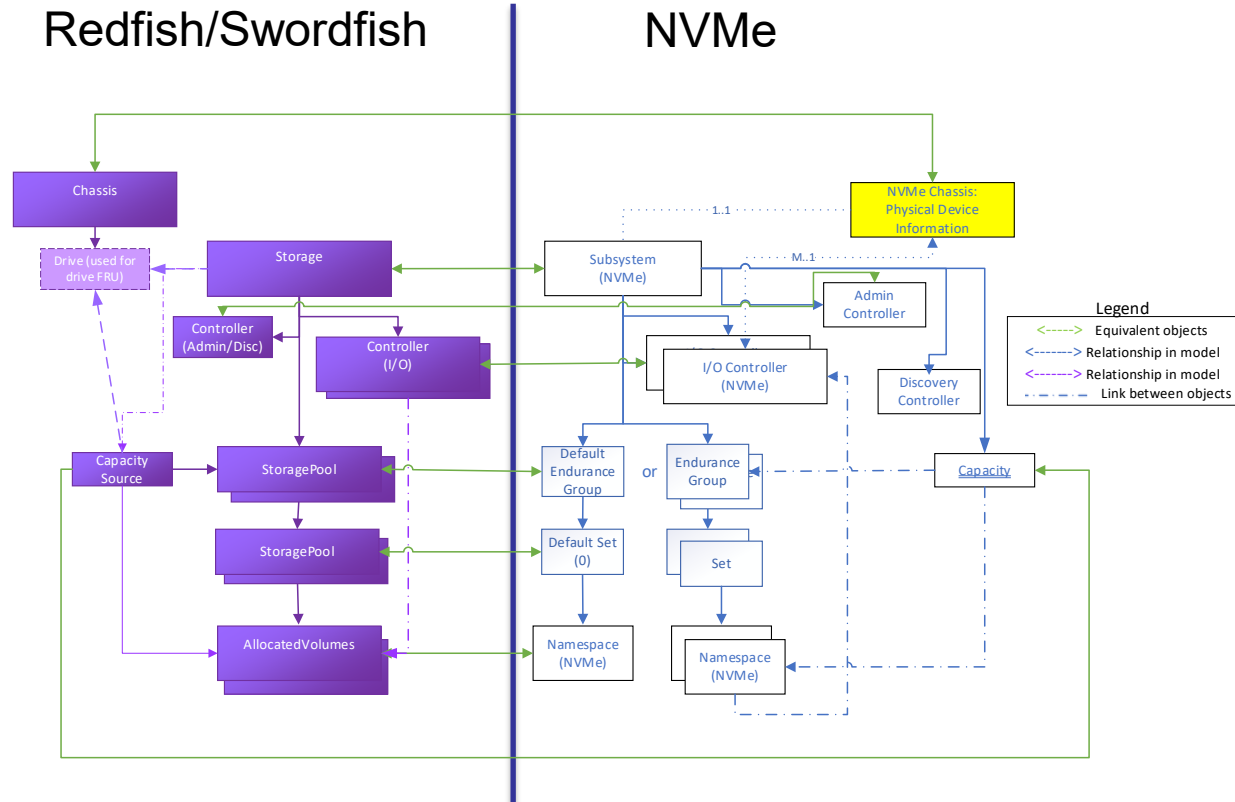 Redfish/Swordfish
NVMe
Chassis
NVMe Chassis:
Physical Device
Information
1..1
Drive (used for
drive FRU)
Storage
Subsystem
(NVMe)
M..1
Admin
Controller
Controller
(Admin/Disc)
Controller
(I/O)
I/O Controller
(NVMe)
Discovery
Controller
Legend
Equivalent objects
Relationship in model
Relationship in model
Link between objects
Capacity
Source
StoragePool
Default
Endurance
Group
or
Endurance
Group
Capacity
StoragePool
Default Set
(0)
Set
AllocatedVolumes
Namespace
(NVMe)
Namespace
(NVMe)